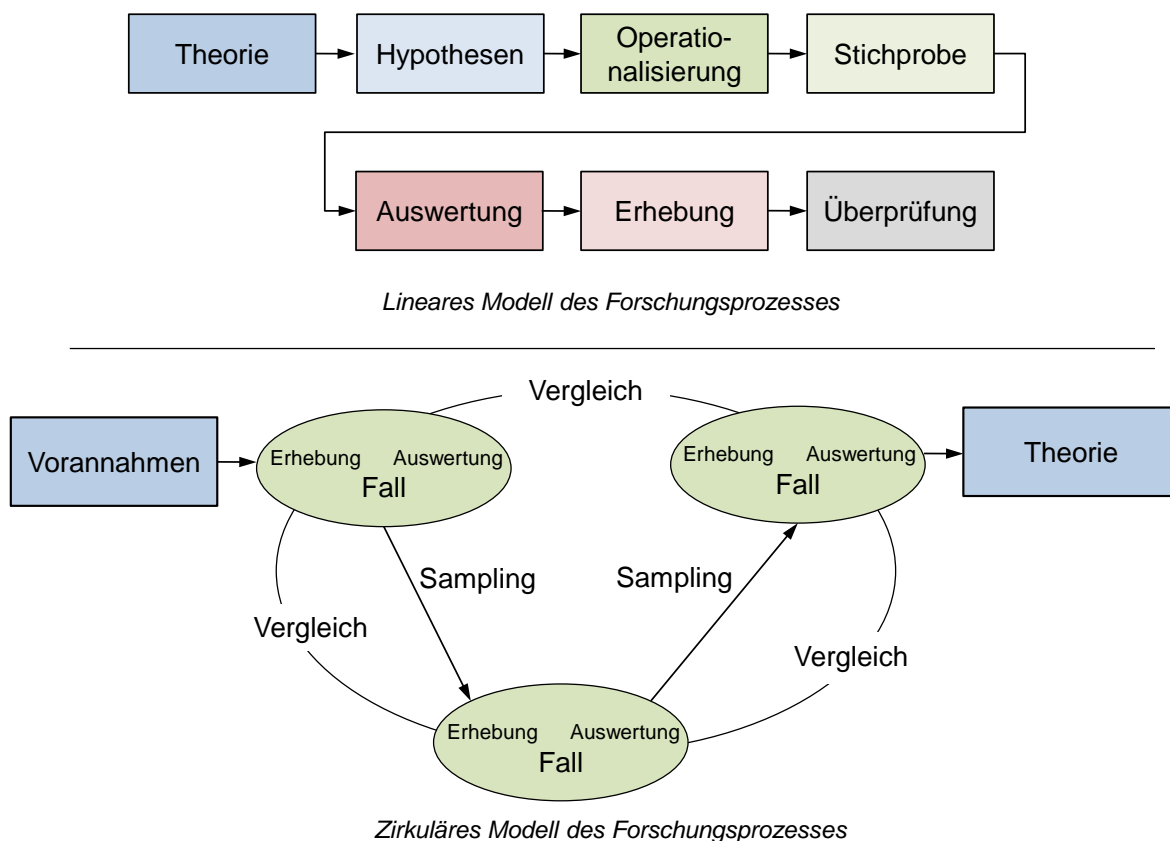 Theorie
Hypothesen
Operatio-
nalisierung
Stichprobe
Auswertung
Erhebung
Überprüfung
Lineares Modell des Forschungsprozesses
Vergleich
Vorannahmen
Erhebung Auswertung
Fall
Erhebung Auswertung
Fall
Theorie
Sampling
Sampling
Vergleich
Vergleich
Erhebung Auswertung
Fall
Zirkuläres Modell des Forschungsprozesses